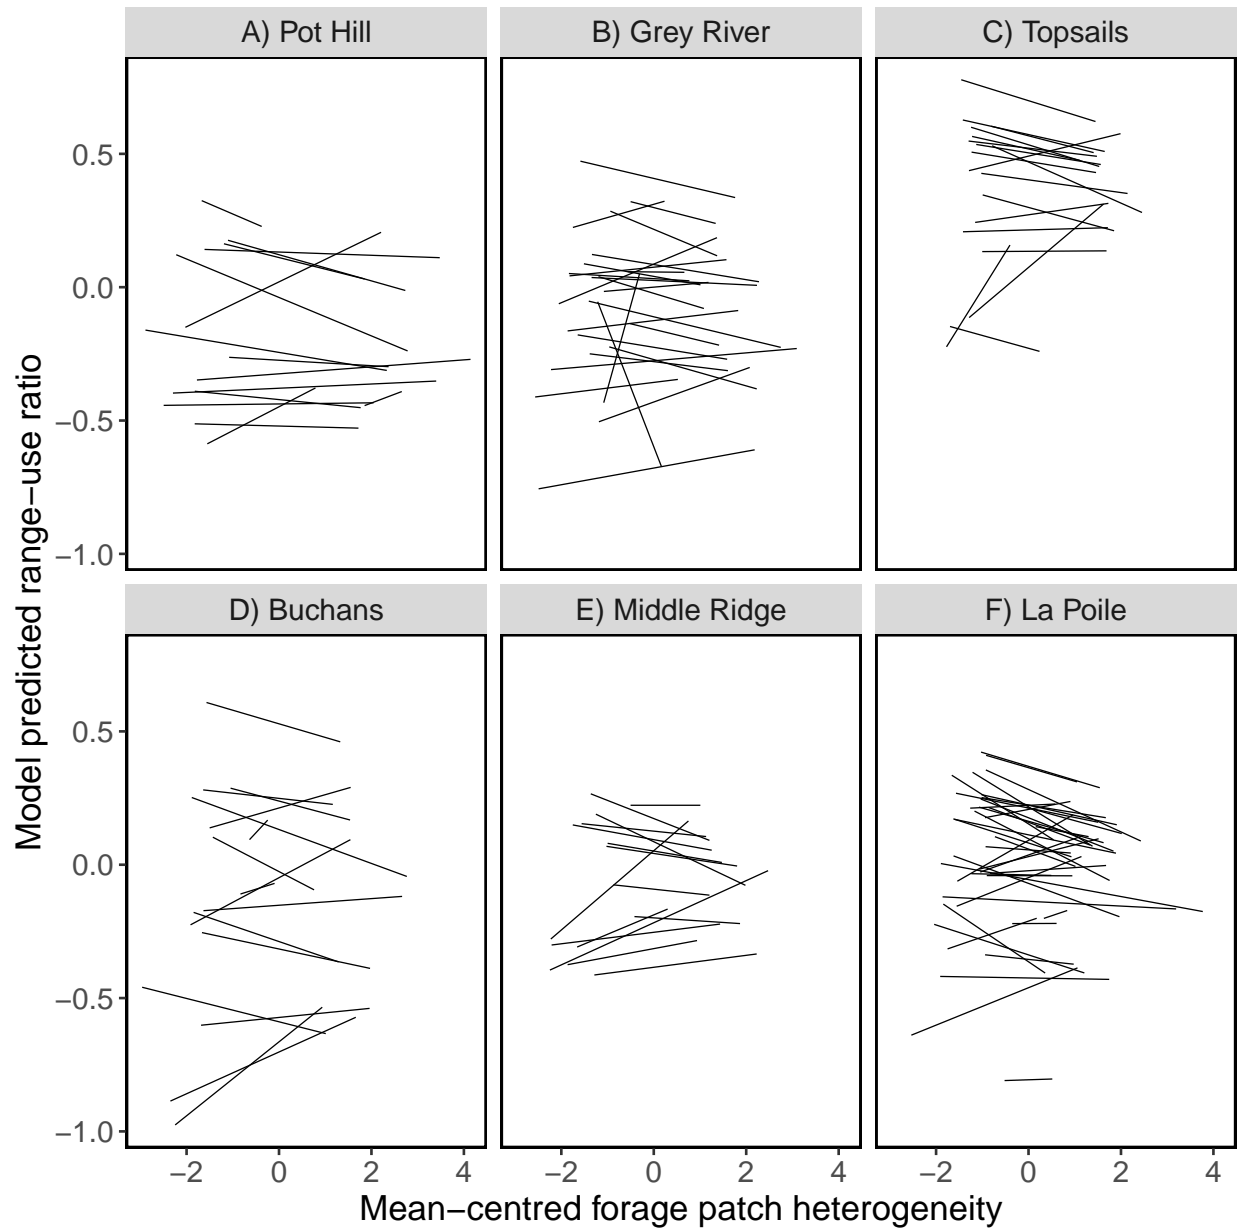 A) Pot Hill
B) Grey River
C) Topsails
0.5
0.0
−0.5
−1.0
D) Buchans
E) Middle Ridge
F) La Poile
0.5
0.0
−0.5
−1.0
−2 0 2 4
−2 0 2 4
−2 0 2 4
Model predicted range−use ratio
Mean−centred forage patch heterogeneity